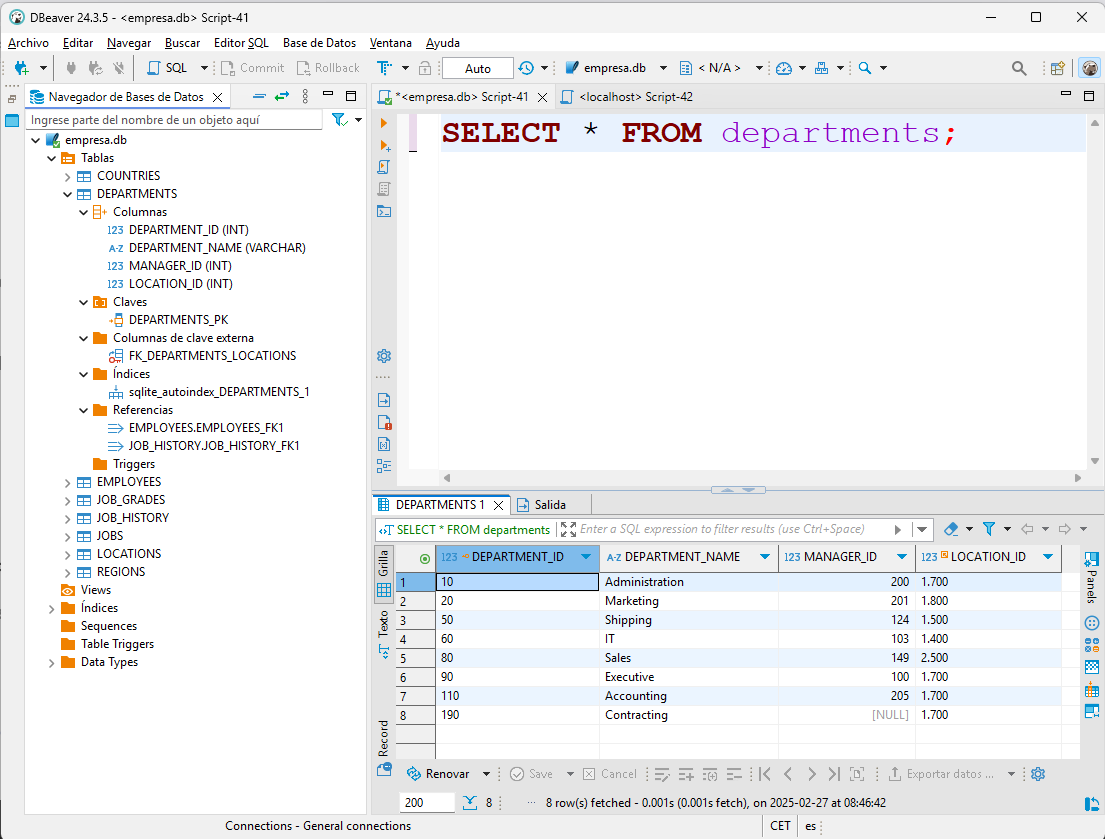 DBeaver 24.3.5 - <empresa.db> Script-41
Archivo Editar Navegar Buscar Editor SQL Base de Datos Ventana Ayuda
SQL Commit Rollback Auto empresa.db < N/A >
Navegador de Bases de Datos
Ingrese parte del nombre de un objeto aquí
empresa.db
Tablas
COUNTRIES
DEPARTMENTS
Columnas
123 DEPARTMENT_ID (INT)
A-Z DEPARTMENT_NAME (VARCHAR)
123 MANAGER_ID (INT)
123 LOCATION_ID (INT)
Claves
DEPARTMENTS_PK
Columnas de clave externa
FK_DEPARTMENTS_LOCATIONS
Índices
sqlite_autoindex_DEPARTMENTS_1
Referencias
EMPLOYEES.EMPLOYEES_FK1
JOB_HISTORY.JOB_HISTORY_FK1
Triggers
EMPLOYEES
JOB_GRADES
JOB_HISTORY
JOBS
LOCATIONS
REGIONS
Views
Índices
Sequences
Table Triggers
Data Types
*<empresa.db> Script-41
<localhost> Script-42
SELECT * FROM departments;
DEPARTMENTS 1
Salida
SELECT * FROM departments
Enter a SQL expression to filter results (use Ctrl+Space)
Grilla
Texto
Record
123 DEPARTMENT_ID A-Z DEPARTMENT_NAME 123 MANAGER_ID 123 LOCATION_ID
1 10 Administration 200 1.700
2 20 Marketing 201 1.800
3 50 Shipping 124 1.500
4 60 IT 103 1.400
5 80 Sales 149 2.500
6 90 Executive 100 1.700
7 110 Accounting 205 1.700
8 190 Contracting [NULL] 1.700
Panels
Renovar Save Cancel Exportar datos ...
200 8 ... 8 row(s) fetched - 0.001s (0.001s fetch), on 2025-02-27 at 08:46:42
Connections - General connections CET es